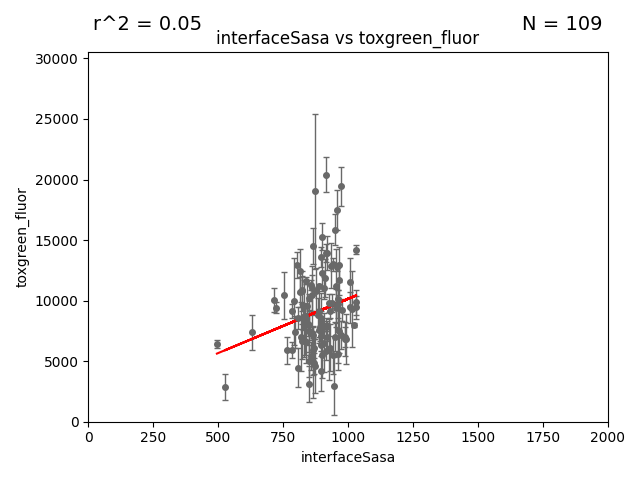 r^2 = 0.05
N = 109
interfaceSasa vs toxgreen_fluor
30000
25000
20000
15000
10000
5000
0
toxgreen_fluor
0 250 500 750 1000 1250 1500 1750 2000
interfaceSasa